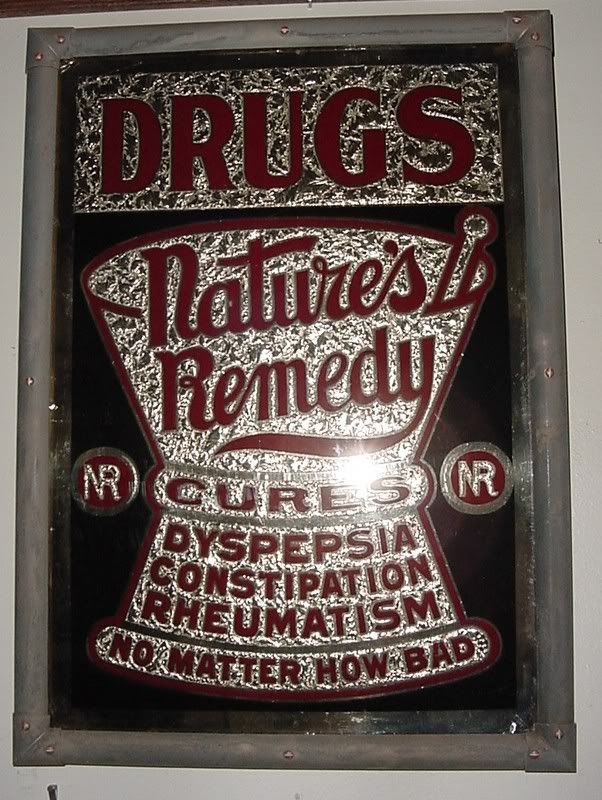 DRUGS
Nature's
Remedy
NR
CURES
NR
DYSPEPSIA
CONSTIPATION
RHEUMATISM
NO MATTER HOW BAD